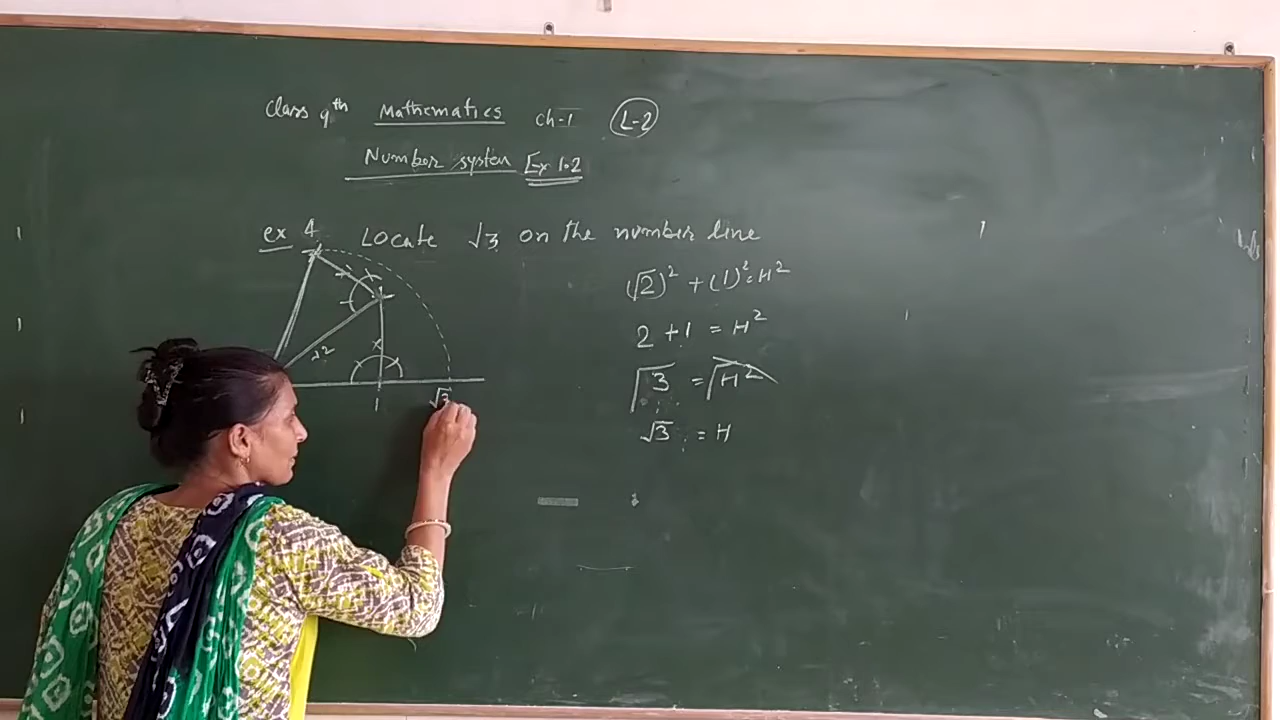 Class 9th Mathematics ch-1 L-2
Number system Ex 1.2
ex 4 Locate √3 on the number line
(√2)² + (1)² = H²
2 + 1 = H²
√3 = √H²
√3 = H
√2
1
√3